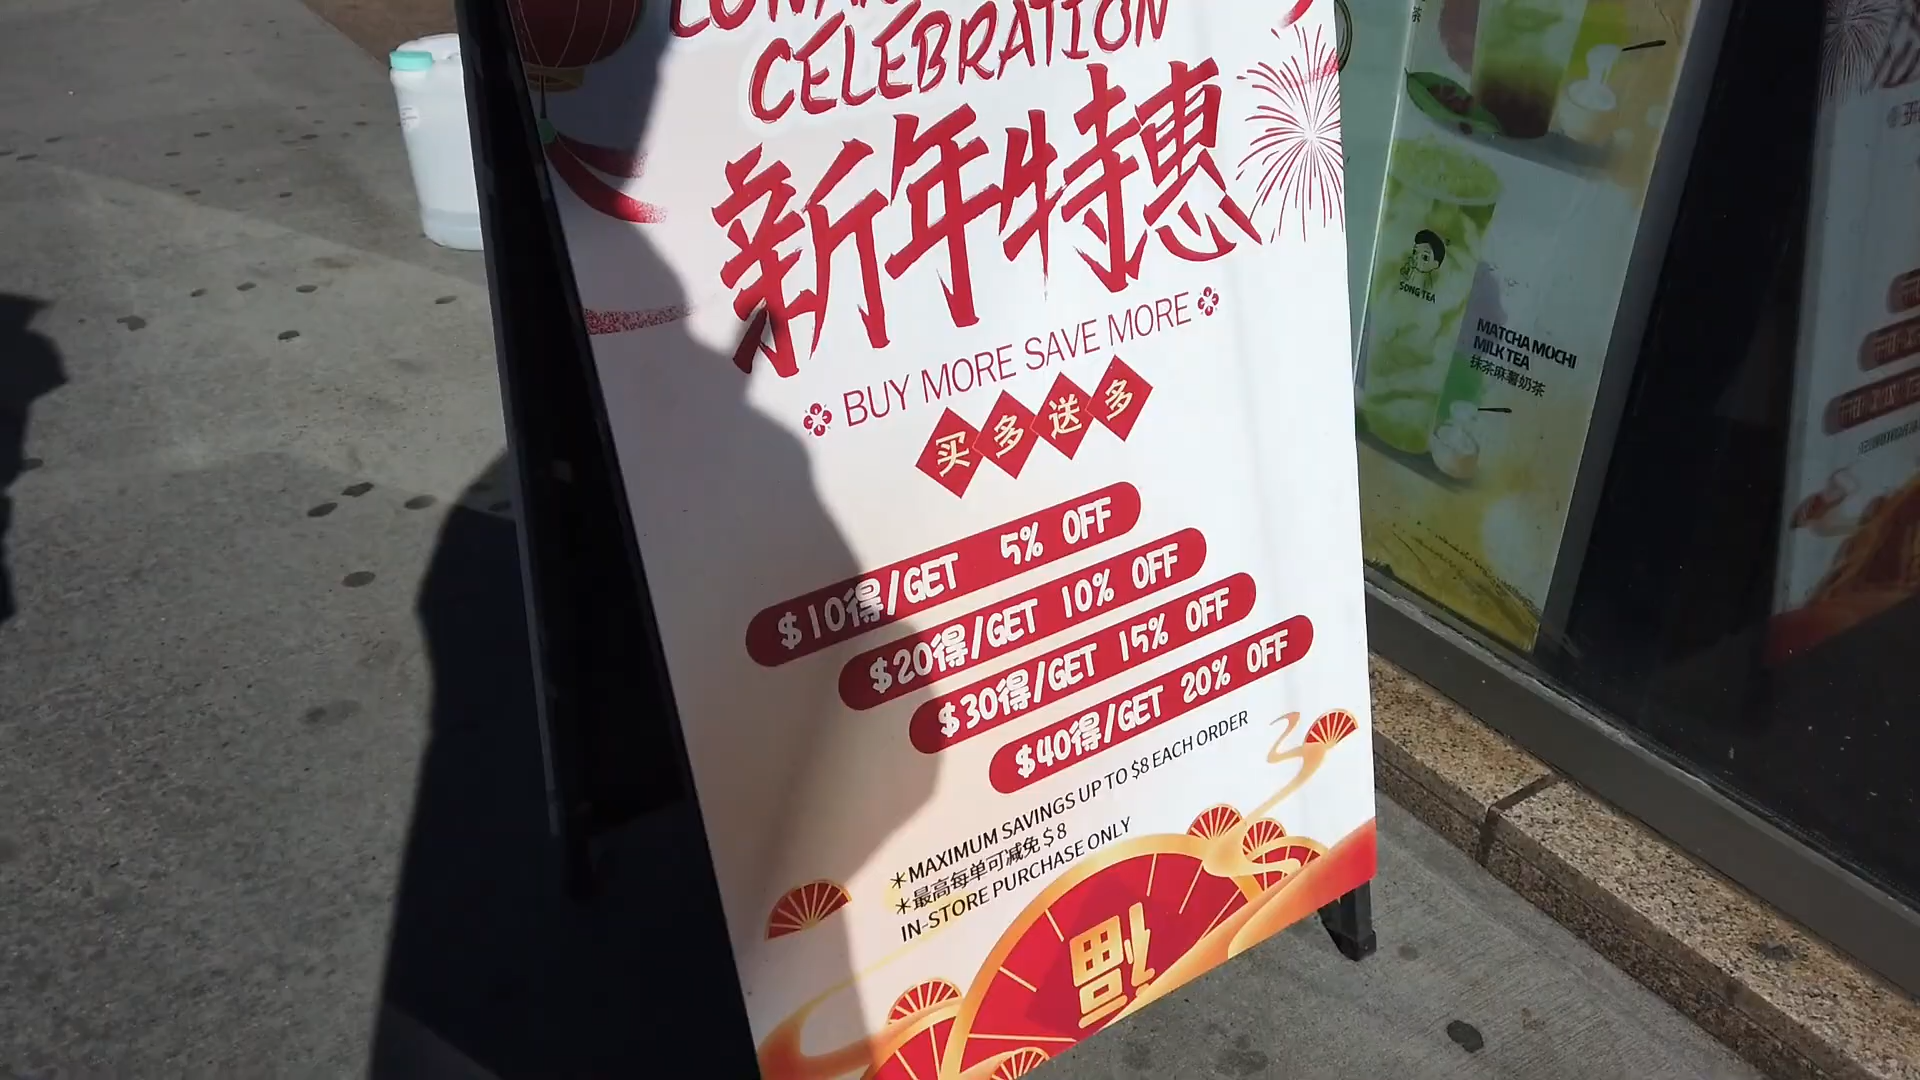 CELEBRATION
新年特惠
BUY MORE SAVE MORE
买多送多
$10得/GET 5% OFF
$20得/GET 10% OFF
$30得/GET 15% OFF
$40得/GET 20% OFF
*MAXIMUM SAVINGS UP TO $8 EACH ORDER
*最高每单可减免$8
IN-STORE PURCHASE ONLY
福
茶
SONG TEA
MATCHA MOCHI
MILK TEA
抹茶麻薯奶茶